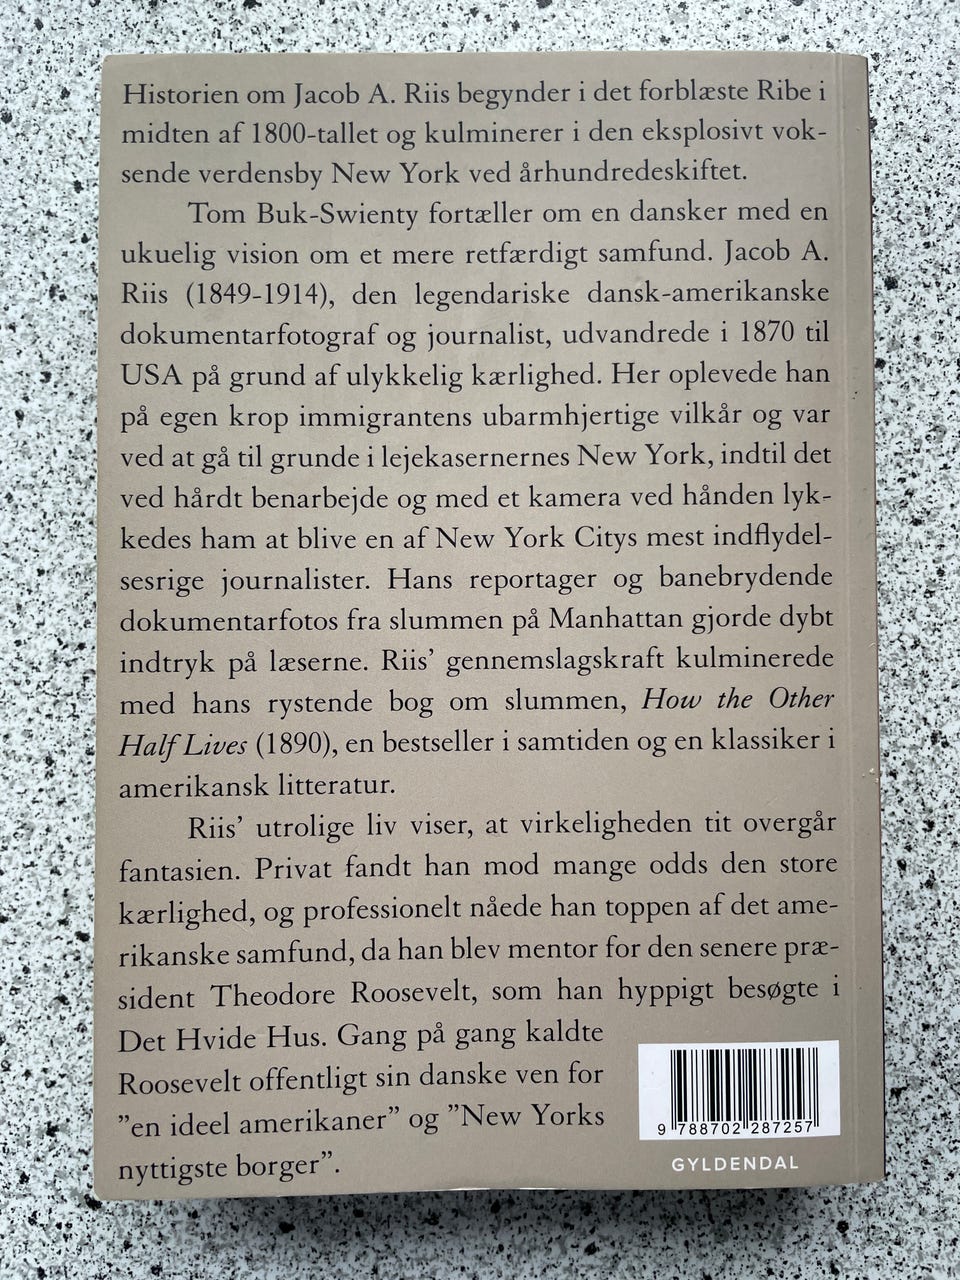 Historien om Jacob A. Riis begynder i det forblæste Ribe i
midten af 1800-tallet og kulminerer i den eksplosivt vok-
sende verdensby New York ved århundredeskiftet.
Tom Buk-Swienty fortæller om en dansker med en
ukuelig vision om et mere retfærdigt samfund. Jacob A.
Riis (1849-1914), den legendariske dansk-amerikanske
dokumentarfotograf og journalist, udvandrede i 1870 til
USA på grund af ulykkelig kærlighed. Her oplevede han
på egen krop immigrantens ubarmhjertige vilkår og var
ved at gå til grunde i lejekasernernes New York, indtil det
ved hårdt benarbejde og med et kamera ved hånden lyk-
kedes ham at blive en af New York Citys mest indflydel-
sesrige journalister. Hans reportager og banebrydende
dokumentarfotos fra slummen på Manhattan gjorde dybt
indtryk på læserne. Riis’ gennemslagskraft kulminerede
med hans rystende bog om slummen, How the Other
Half Lives (1890), en bestseller i samtiden og en klassiker i
amerikansk litteratur.
Riis’ utrolige liv viser, at virkeligheden tit overgår
fantasien. Privat fandt han mod mange odds den store
kærlighed, og professionelt nåede han toppen af det ame-
rikanske samfund, da han blev mentor for den senere præ-
sident Theodore Roosevelt, som han hyppigt besøgte i
Det Hvide Hus. Gang på gang kaldte
Roosevelt offentligt sin danske ven for
”en ideel amerikaner” og ”New Yorks
nyttigste borger”.
9 788702 287257
GYLDENDAL